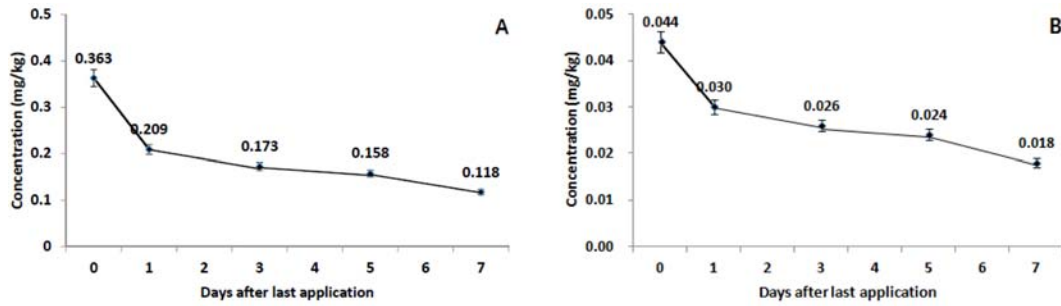 A
Concentration (mg/kg)
0.5
0.4
0.3
0.2
0.1
0
0.363
0.209
0.173
0.158
0.118
0 1 2 3 4 5 6 7
Days after last application
B
Concentration (mg/kg)
0.05
0.04
0.03
0.02
0.01
0.00
0.044
0.030
0.026
0.024
0.018
0 1 2 3 4 5 6 7
Days after last application